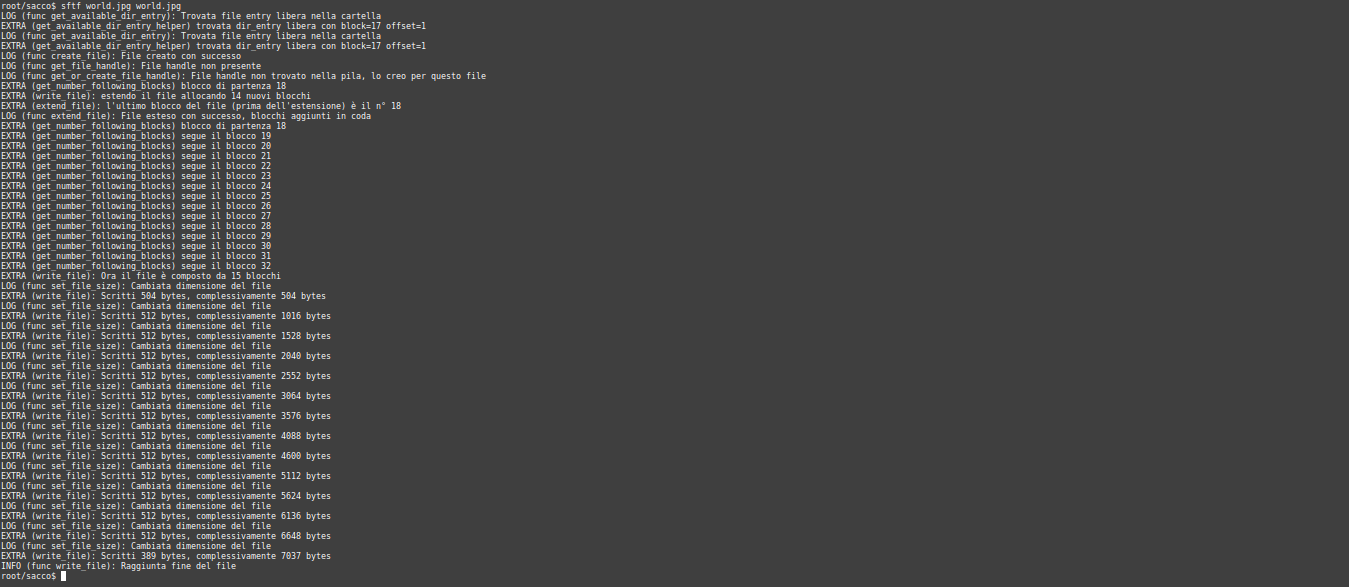 root/sacco$ sftf world.jpg world.jpg
LOG (func get_available_dir_entry): Trovata file entry libera nella cartella
EXTRA (get_available_dir_entry_helper) trovata dir_entry libera con block=17 offset=1
LOG (func get_available_dir_entry): Trovata file entry libera nella cartella
EXTRA (get_available_dir_entry_helper) trovata dir_entry libera con block=17 offset=1
LOG (func create_file): File creato con successo
LOG (func get_file_handle): File handle non presente
LOG (func get_or_create_file_handle): File handle non trovato nella pila, lo creo per questo file
EXTRA (get_number_following_blocks) blocco di partenza 18
EXTRA (write_file): estendo il file allocando 14 nuovi blocchi
EXTRA (extend_file): l'ultimo blocco del file (prima dell'estensione) è il n° 18
LOG (func extend_file): File esteso con successo, blocchi aggiunti in coda
EXTRA (get_number_following_blocks) blocco di partenza 18
EXTRA (get_number_following_blocks) segue il blocco 19
EXTRA (get_number_following_blocks) segue il blocco 20
EXTRA (get_number_following_blocks) segue il blocco 21
EXTRA (get_number_following_blocks) segue il blocco 22
EXTRA (get_number_following_blocks) segue il blocco 23
EXTRA (get_number_following_blocks) segue il blocco 24
EXTRA (get_number_following_blocks) segue il blocco 25
EXTRA (get_number_following_blocks) segue il blocco 26
EXTRA (get_number_following_blocks) segue il blocco 27
EXTRA (get_number_following_blocks) segue il blocco 28
EXTRA (get_number_following_blocks) segue il blocco 29
EXTRA (get_number_following_blocks) segue il blocco 30
EXTRA (get_number_following_blocks) segue il blocco 31
EXTRA (get_number_following_blocks) segue il blocco 32
EXTRA (write_file): Ora il file è composto da 15 blocchi
LOG (func set_file_size): Cambiata dimensione del file
EXTRA (write_file): Scritti 504 bytes, complessivamente 504 bytes
LOG (func set_file_size): Cambiata dimensione del file
EXTRA (write_file): Scritti 512 bytes, complessivamente 1016 bytes
LOG (func set_file_size): Cambiata dimensione del file
EXTRA (write_file): Scritti 512 bytes, complessivamente 1528 bytes
LOG (func set_file_size): Cambiata dimensione del file
EXTRA (write_file): Scritti 512 bytes, complessivamente 2040 bytes
LOG (func set_file_size): Cambiata dimensione del file
EXTRA (write_file): Scritti 512 bytes, complessivamente 2552 bytes
LOG (func set_file_size): Cambiata dimensione del file
EXTRA (write_file): Scritti 512 bytes, complessivamente 3064 bytes
LOG (func set_file_size): Cambiata dimensione del file
EXTRA (write_file): Scritti 512 bytes, complessivamente 3576 bytes
LOG (func set_file_size): Cambiata dimensione del file
EXTRA (write_file): Scritti 512 bytes, complessivamente 4088 bytes
LOG (func set_file_size): Cambiata dimensione del file
EXTRA (write_file): Scritti 512 bytes, complessivamente 4600 bytes
LOG (func set_file_size): Cambiata dimensione del file
EXTRA (write_file): Scritti 512 bytes, complessivamente 5112 bytes
LOG (func set_file_size): Cambiata dimensione del file
EXTRA (write_file): Scritti 512 bytes, complessivamente 5624 bytes
LOG (func set_file_size): Cambiata dimensione del file
EXTRA (write_file): Scritti 512 bytes, complessivamente 6136 bytes
LOG (func set_file_size): Cambiata dimensione del file
EXTRA (write_file): Scritti 512 bytes, complessivamente 6648 bytes
LOG (func set_file_size): Cambiata dimensione del file
EXTRA (write_file): Scritti 389 bytes, complessivamente 7037 bytes
INFO (func write_file): Raggiunta fine del file
root/sacco$